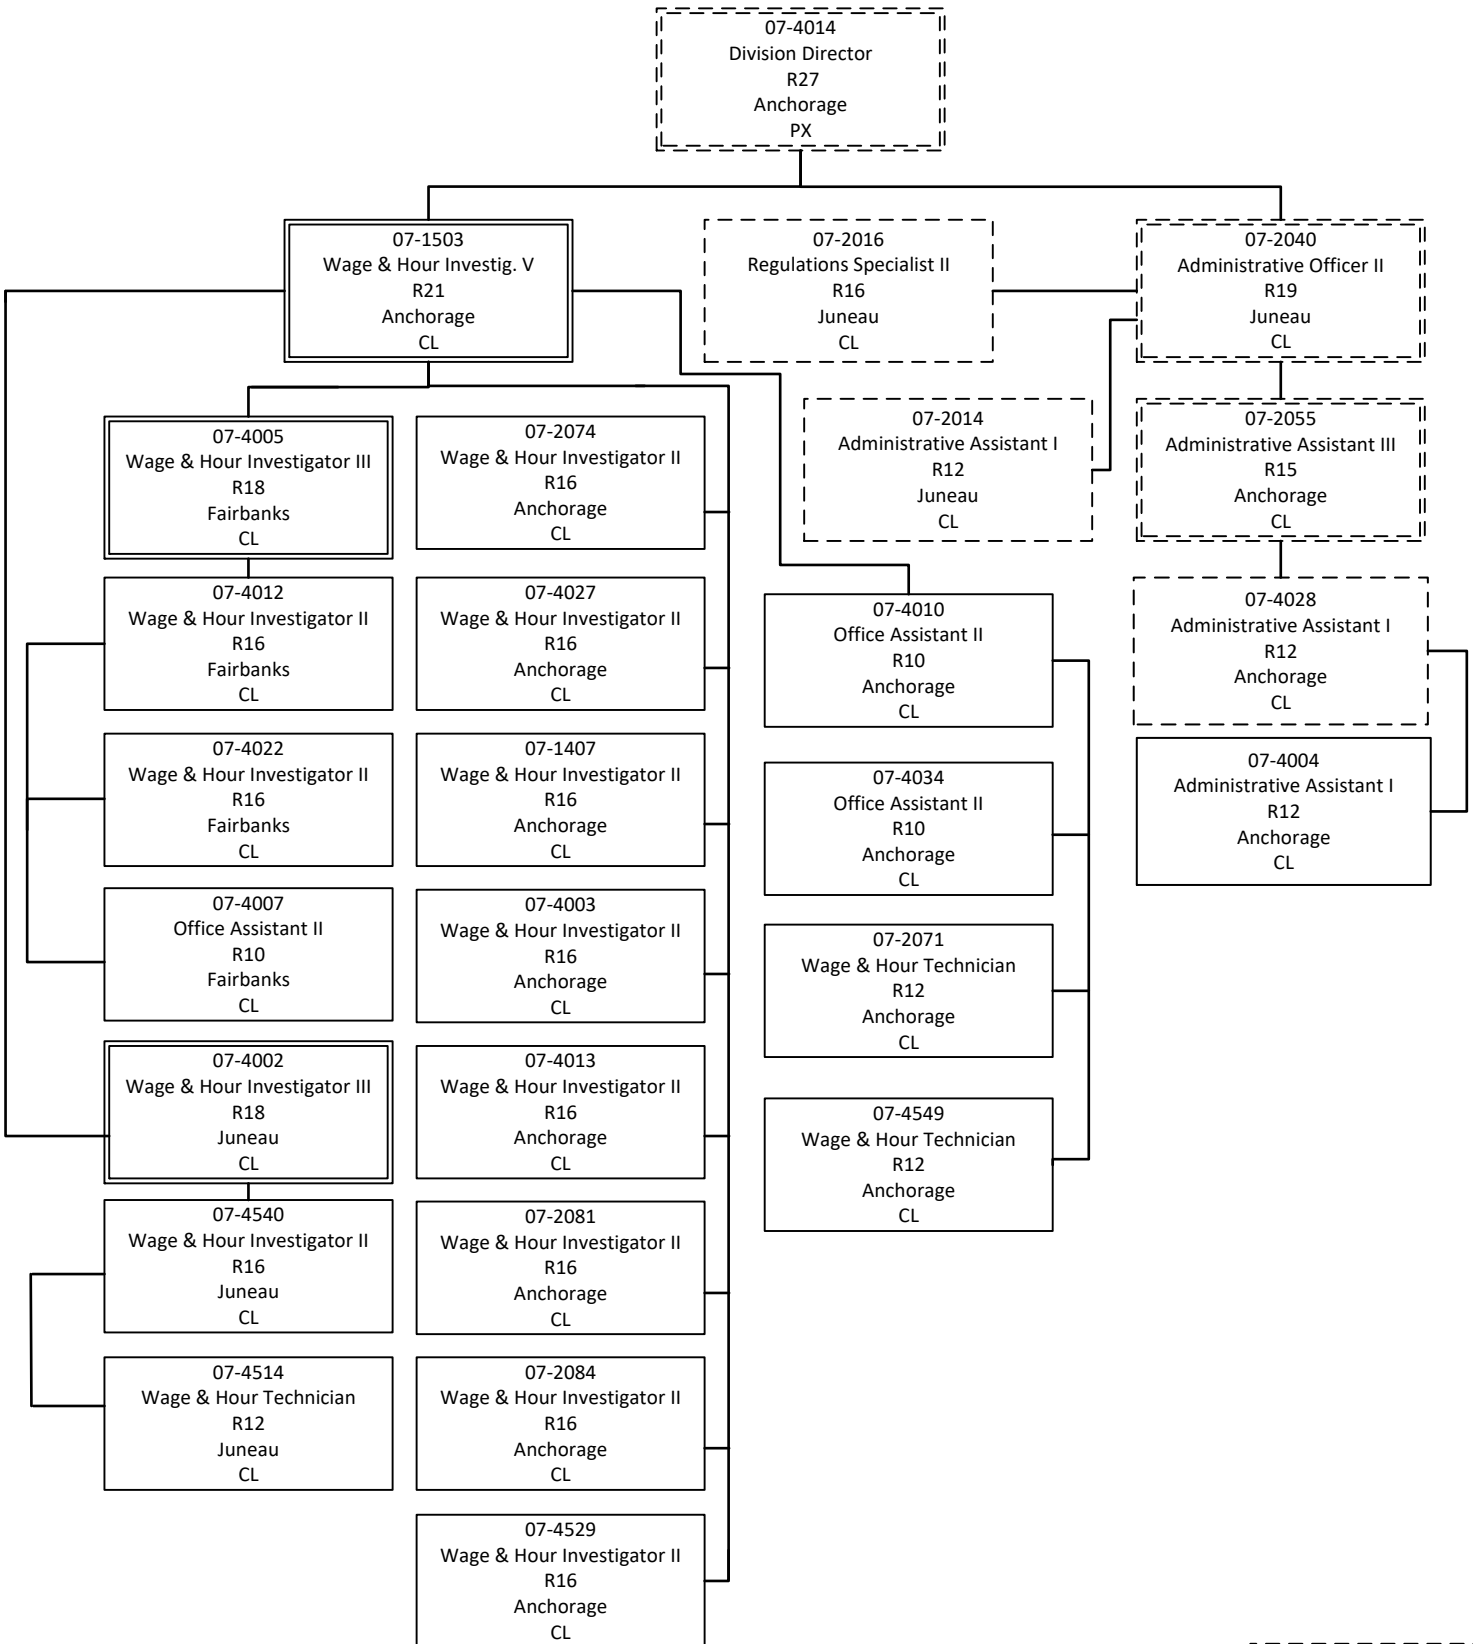 07-4014
Division Director
R27
Anchorage
PX
07-1503
Wage & Hour Investig. V
R21
Anchorage
CL
07-2016
Regulations Specialist II
R16
Juneau
CL
07-2040
Administrative Officer II
R19
Juneau
CL
07-4005
Wage & Hour Investigator III
R18
Fairbanks
CL
07-2074
Wage & Hour Investigator II
R16
Anchorage
CL
07-2014
Administrative Assistant I
R12
Juneau
CL
07-2055
Administrative Assistant III
R15
Anchorage
CL
07-4012
Wage & Hour Investigator II
R16
Fairbanks
CL
07-4027
Wage & Hour Investigator II
R16
Anchorage
CL
07-4010
Office Assistant II
R10
Anchorage
CL
07-4028
Administrative Assistant I
R12
Anchorage
CL
07-4022
Wage & Hour Investigator II
R16
Fairbanks
CL
07-1407
Wage & Hour Investigator II
R16
Anchorage
CL
07-4034
Office Assistant II
R10
Anchorage
CL
07-4004
Administrative Assistant I
R12
Anchorage
CL
07-4007
Office Assistant II
R10
Fairbanks
CL
07-4003
Wage & Hour Investigator II
R16
Anchorage
CL
07-2071
Wage & Hour Technician
R12
Anchorage
CL
07-4002
Wage & Hour Investigator III
R18
Juneau
CL
07-4013
Wage & Hour Investigator II
R16
Anchorage
CL
07-4549
Wage & Hour Technician
R12
Anchorage
CL
07-4540
Wage & Hour Investigator II
R16
Juneau
CL
07-2081
Wage & Hour Investigator II
R16
Anchorage
CL
07-4514
Wage & Hour Technician
R12
Juneau
CL
07-2084
Wage & Hour Investigator II
R16
Anchorage
CL
07-4529
Wage & Hour Investigator II
R16
Anchorage
CL